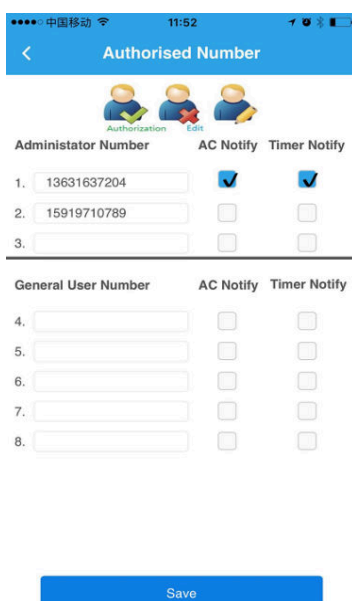 中国移动 11:52
Authorised Number
Authorization Edit
Administator Number AC Notify Timer Notify
1. 13631637204
2. 15919710789
3.
General User Number AC Notify Timer Notify
4.
5.
6.
7.
8.
Save